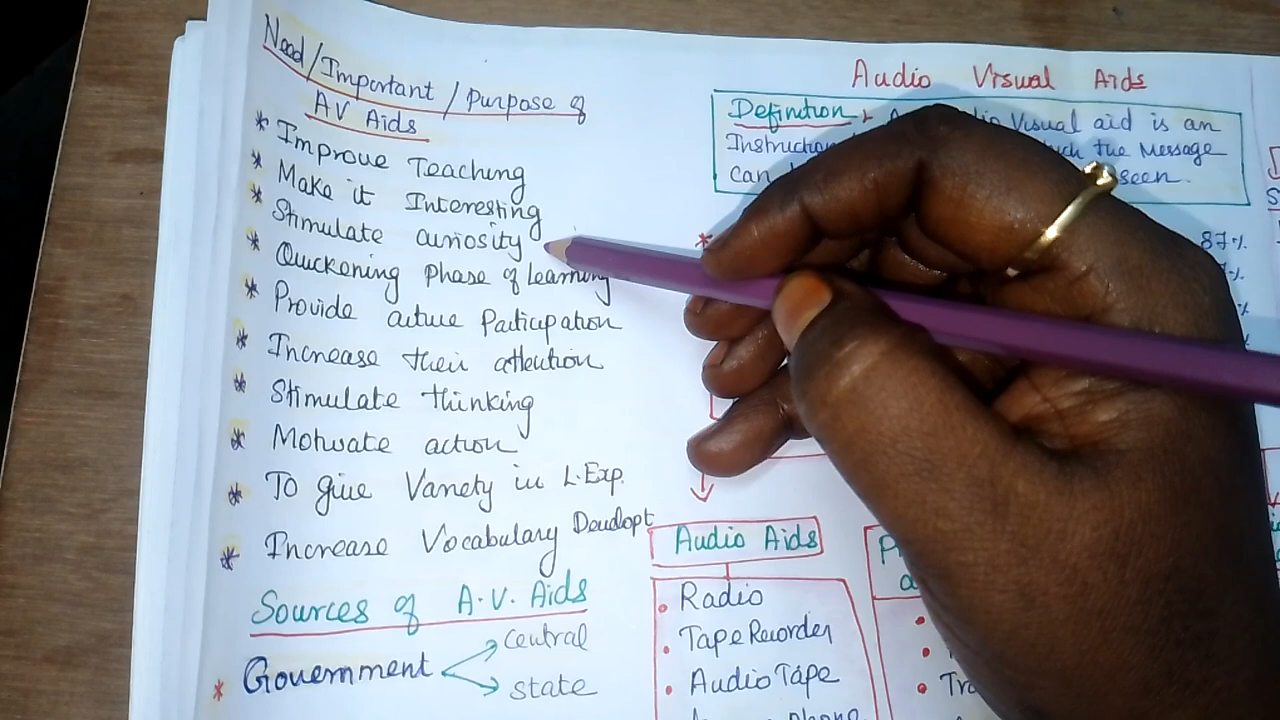 Need/Important/Purpose of
AV Aids
* Improve Teaching
* Make it Interesting
* Stimulate curiosity
* Quickening Phase of Learning
* Provide active Participation
* Increase their attention
* Stimulate thinking
* Motivate action
* To give Variety in L.Exp.
* Increase Vocabulary Devlopt
Sources of A.V. Aids
* Government
Central
State
Audio Visual Aids
Definition
Visual aid is an
the Message
can
seen.
*
87%
Audio Aids
• Radio
• Tape Recorder
• Audio Tape